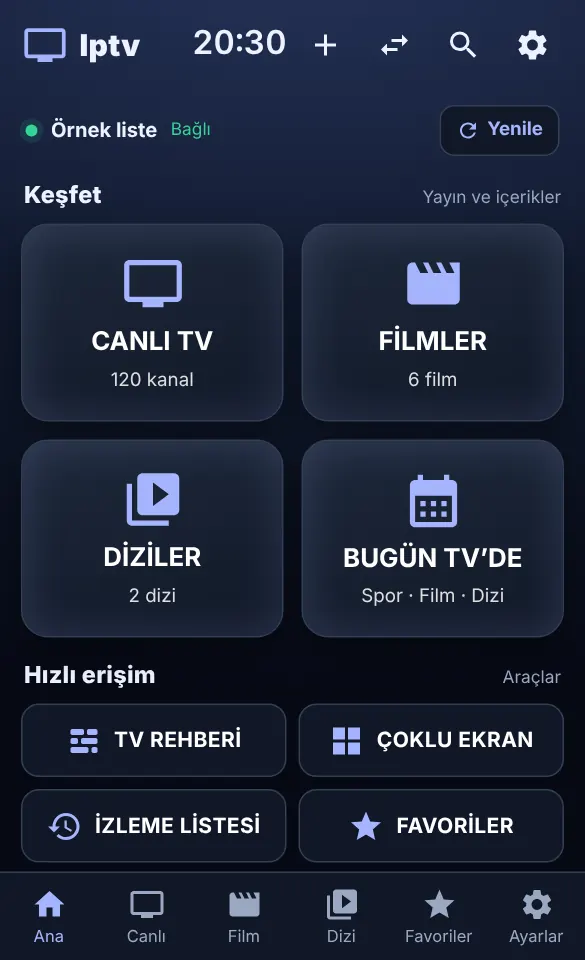 Iptv 20:30
Örnek liste Bağlı Yenile
Keşfet Yayın ve içerikler
CANLI TV
120 kanal
FİLMLER
6 film
DİZİLER
2 dizi
BUGÜN TV’DE
Spor · Film · Dizi
Hızlı erişim Araçlar
TV REHBERİ
ÇOKLU EKRAN
İZLEME LİSTESİ
FAVORİLER
Ana Canlı Film Dizi Favoriler Ayarlar